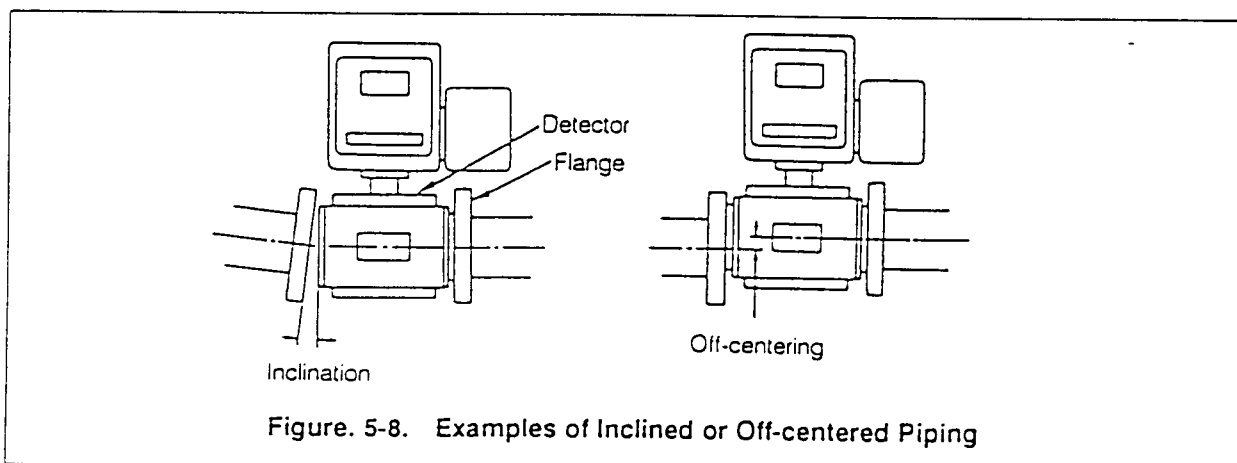 Detector
Flange
Inclination
Off-centering
Figure. 5-8. Examples of Inclined or Off-centered Piping